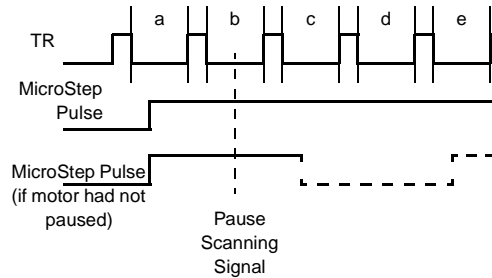 a b c d e
TR
MicroStep
Pulse
MicroStep Pulse
(if motor had not
paused)
Pause
Scanning
Signal